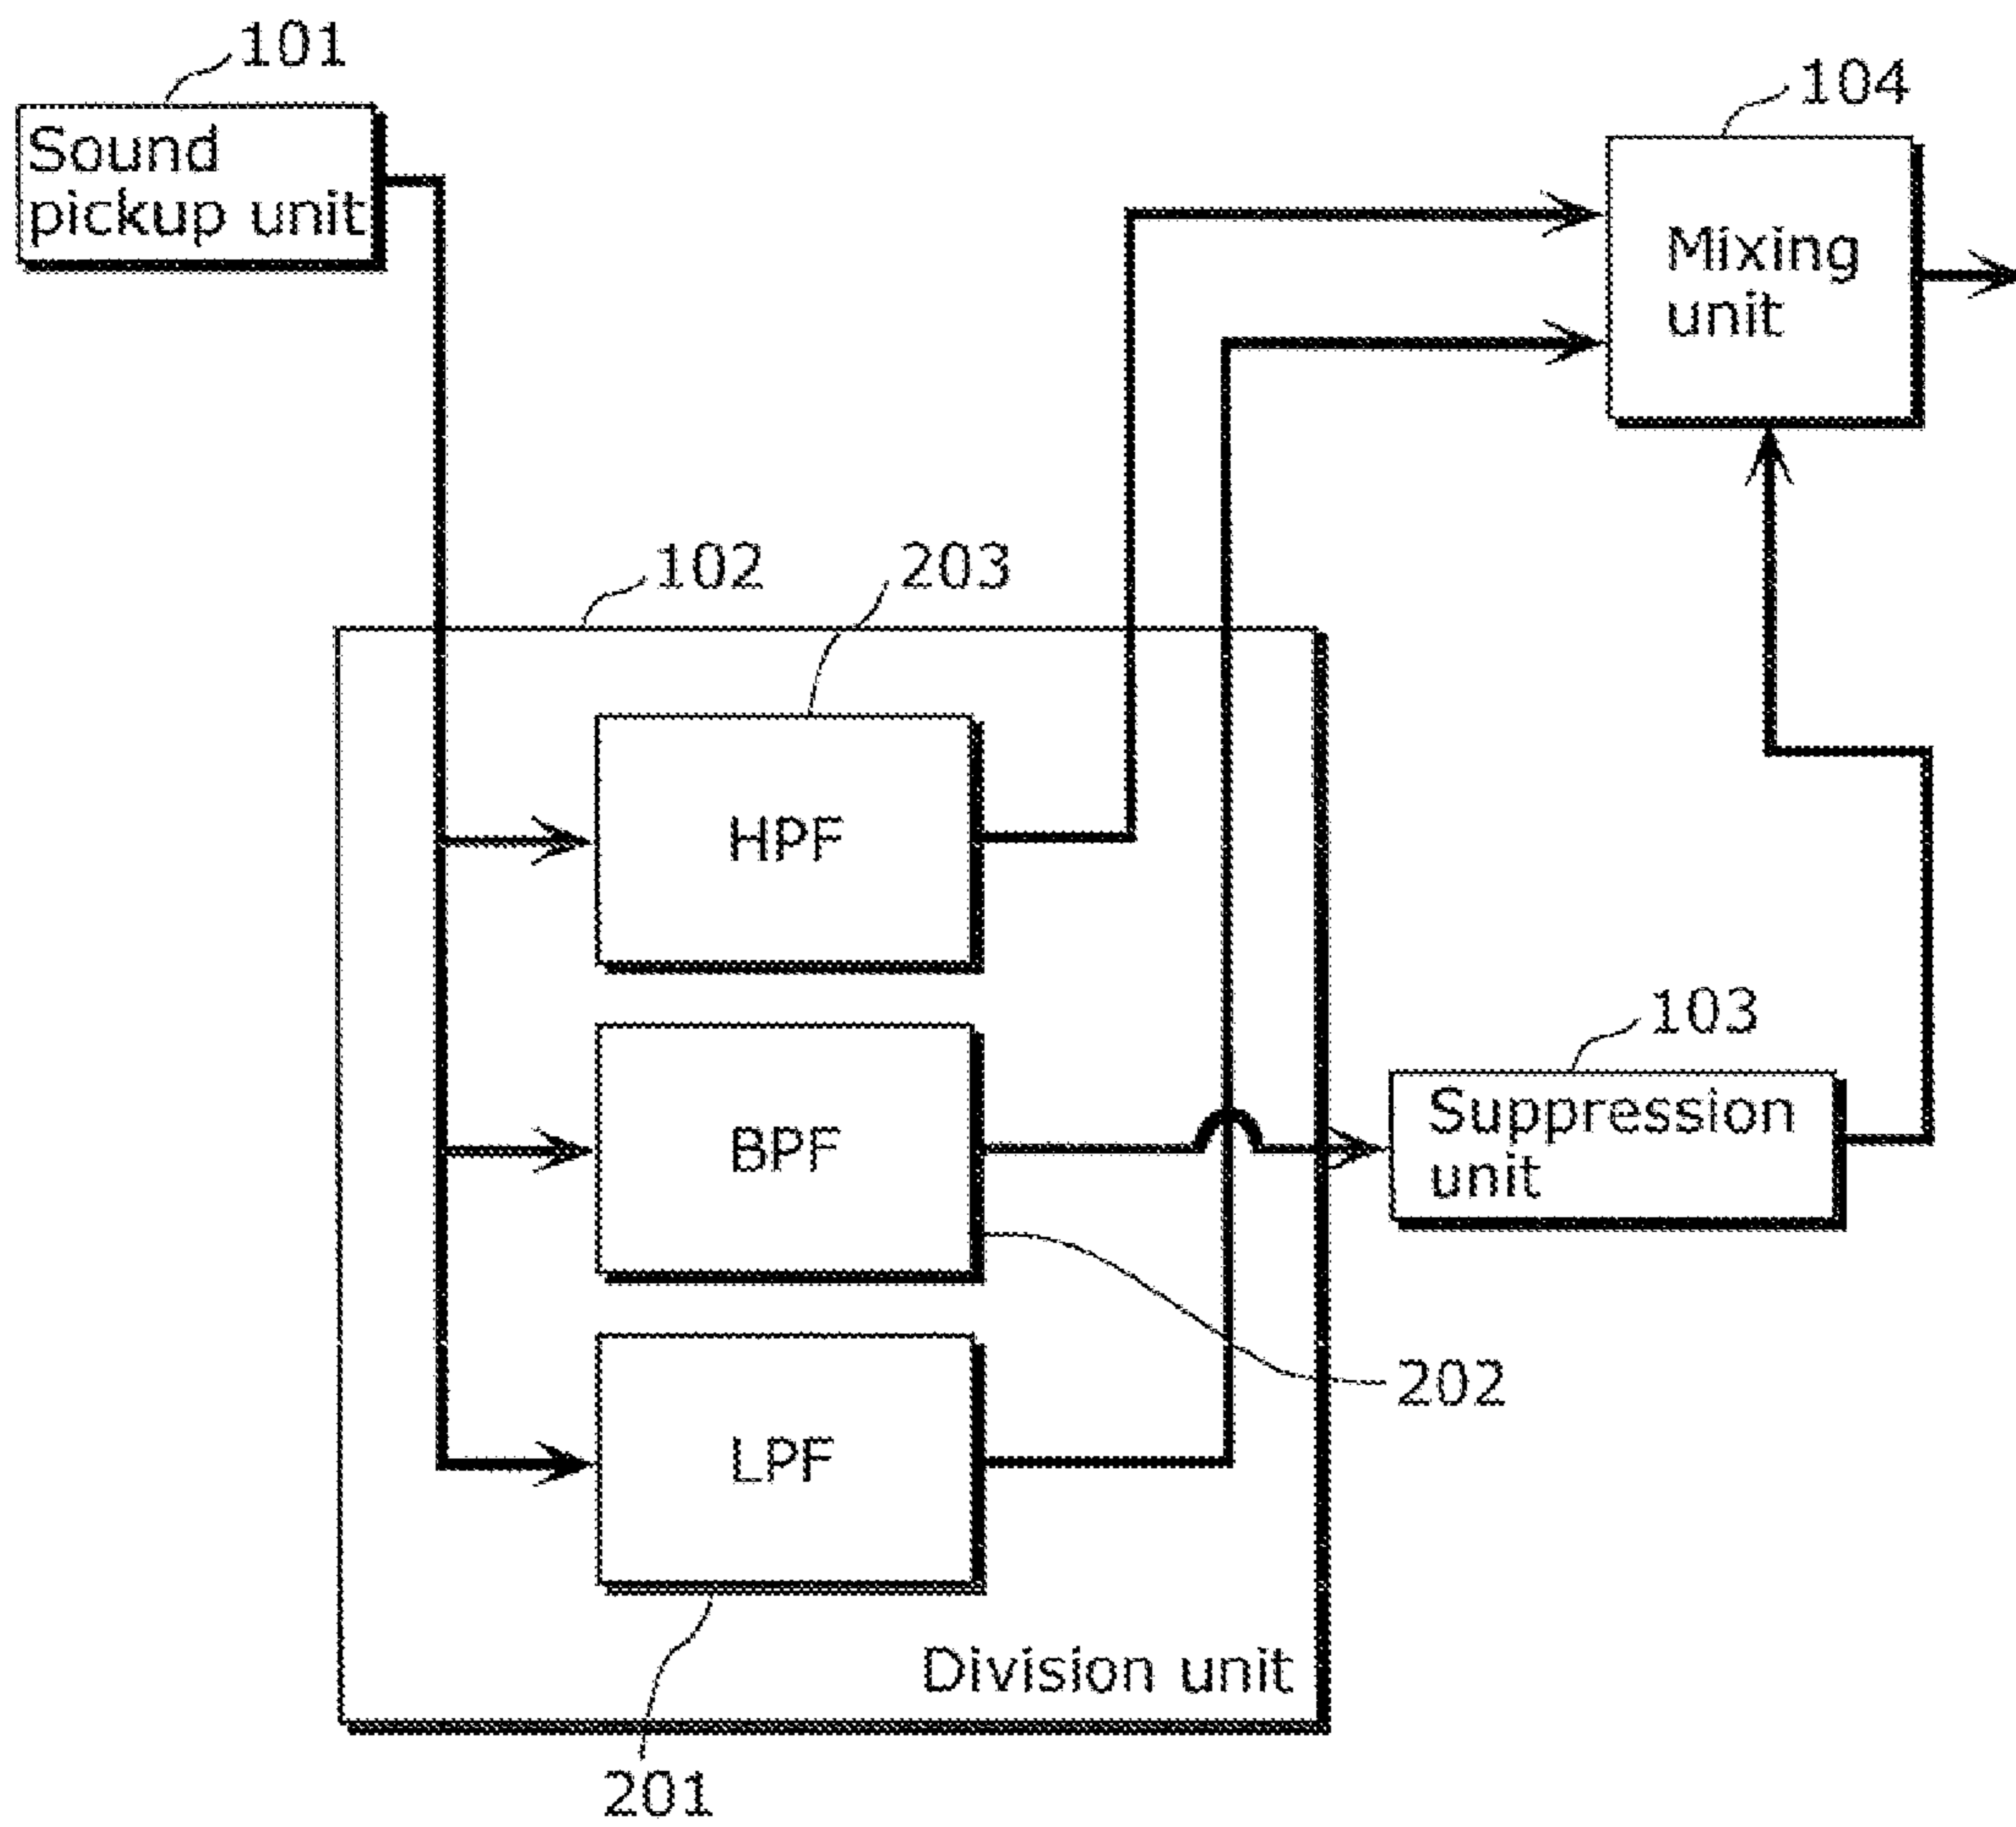 101
Sound
pickup unit
104
Mixing
unit
102
203
HPF
103
BPF
Suppression
unit
202
LPF
Division unit
201